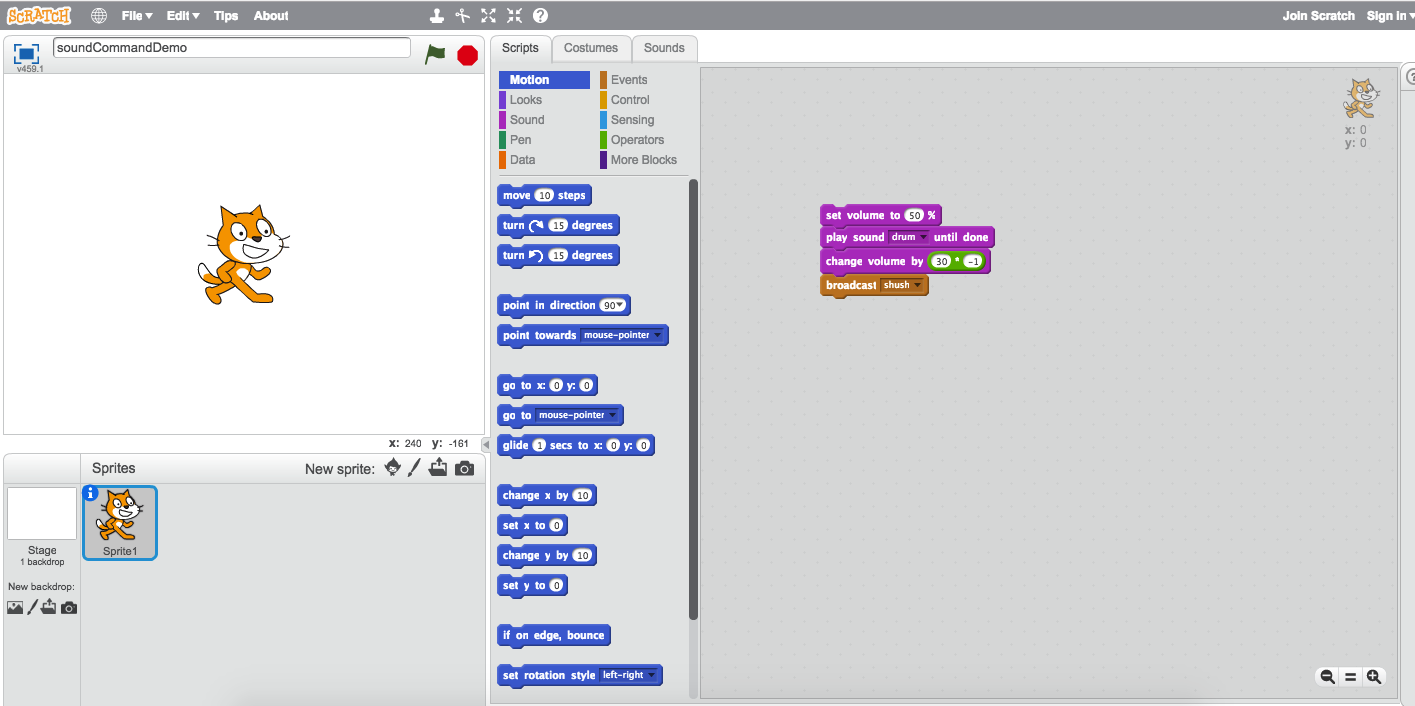 SCRATCH File Edit Tips About Join Scratch Sign in
v459.1
soundCommandDemo
x: 240 y: -161
Sprites New sprite:
Stage
1 backdrop
New backdrop:
Sprite1
Scripts Costumes Sounds
Motion Events
Looks Control
Sound Sensing
Pen Operators
Data More Blocks
move 10 steps
turn 15 degrees
turn 15 degrees
point in direction 90
point towards mouse-pointer
go to x: 0 y: 0
go to mouse-pointer
glide 1 secs to x: 0 y: 0
change x by 10
set x to 0
change y by 10
set y to 0
if on edge, bounce
set rotation style left-right
set volume to 50 %
play sound drum until done
change volume by 30 * -1
broadcast shush
x: 0
y: 0